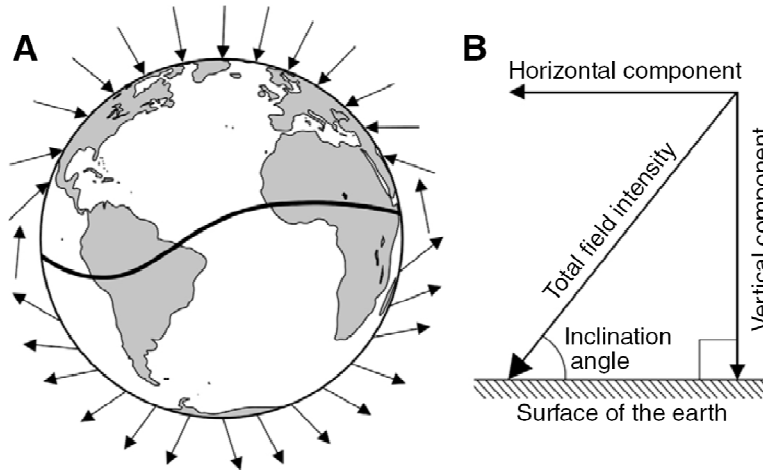 A
B
Horizontal component
Total field intensity
Vertical component
Inclination
angle
Surface of the earth